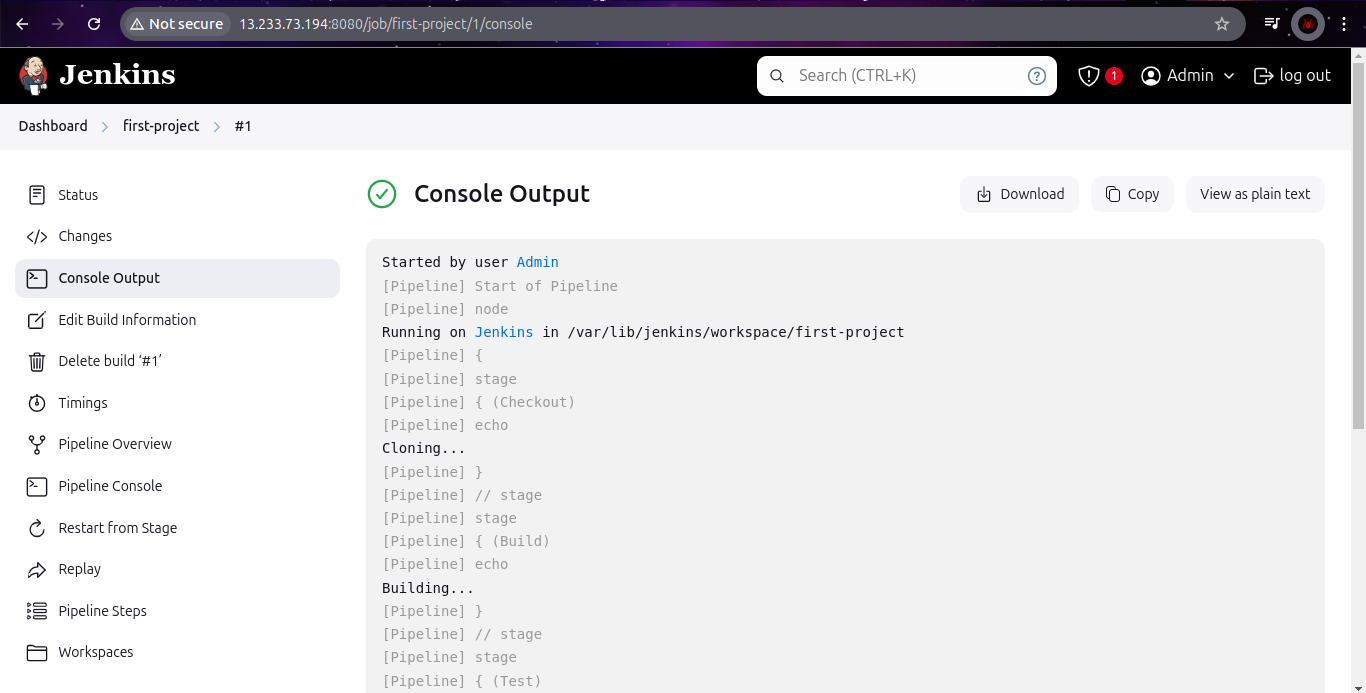 Not secure 13.233.73.194:8080/job/first-project/1/console
Jenkins
Search (CTRL+K)
?
1
Admin
log out
Dashboard
first-project
#1
Status
Changes
Console Output
Edit Build Information
Delete build ‘#1’
Timings
Pipeline Overview
Pipeline Console
Restart from Stage
Replay
Pipeline Steps
Workspaces
Console Output
Download
Copy
View as plain text
Started by user Admin
[Pipeline] Start of Pipeline
[Pipeline] node
Running on Jenkins in /var/lib/jenkins/workspace/first-project
[Pipeline] {
[Pipeline] stage
[Pipeline] { (Checkout)
[Pipeline] echo
Cloning...
[Pipeline] }
[Pipeline] // stage
[Pipeline] stage
[Pipeline] { (Build)
[Pipeline] echo
Building...
[Pipeline] }
[Pipeline] // stage
[Pipeline] stage
[Pipeline] { (Test)